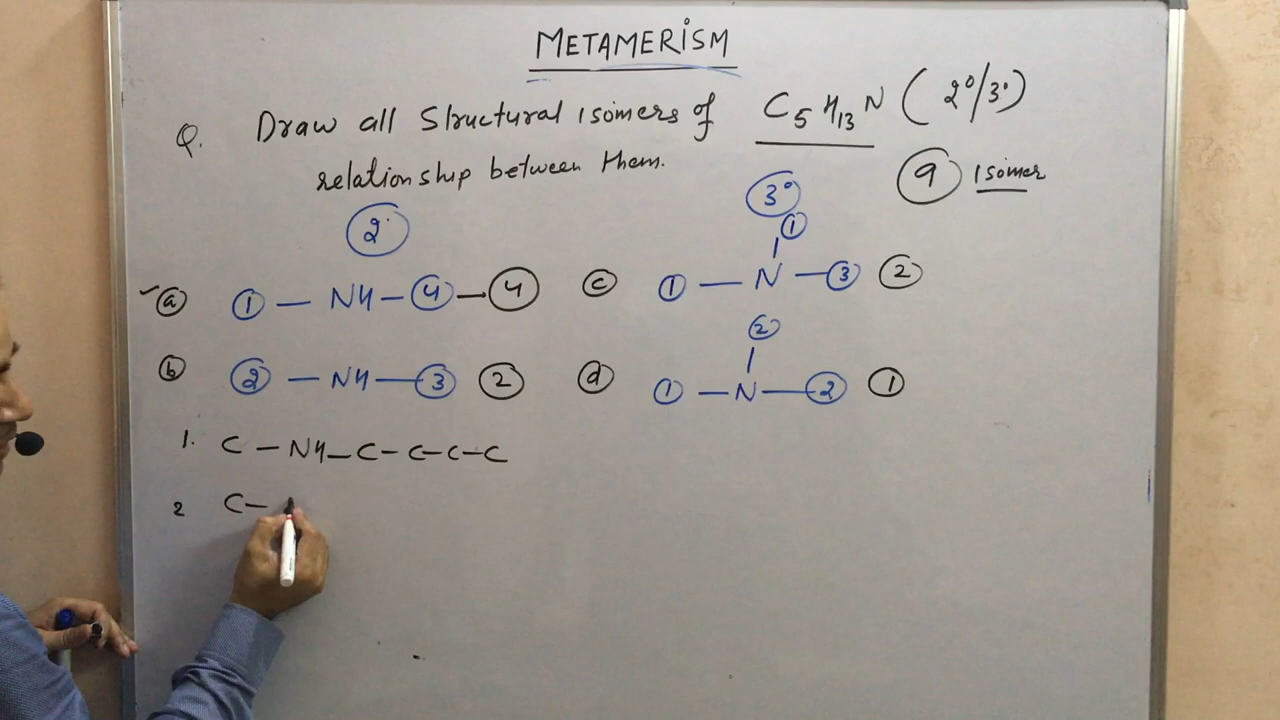 METAMERISM
Q. Draw all Structural isomers of C5H13N (2°/3°)
relationship between them.
9 Isomer
2°
3°
a 1 — NH — 4 — 4
b 2 — NH — 3 2
c 1 — N — 3 2
1
d 1 — N — 2 1
2
1. C — NH — C — C — C — C
2 C —